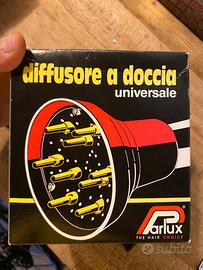 diffusore a doccia
universale
Parlux
THE HAIR CHOICE
subito